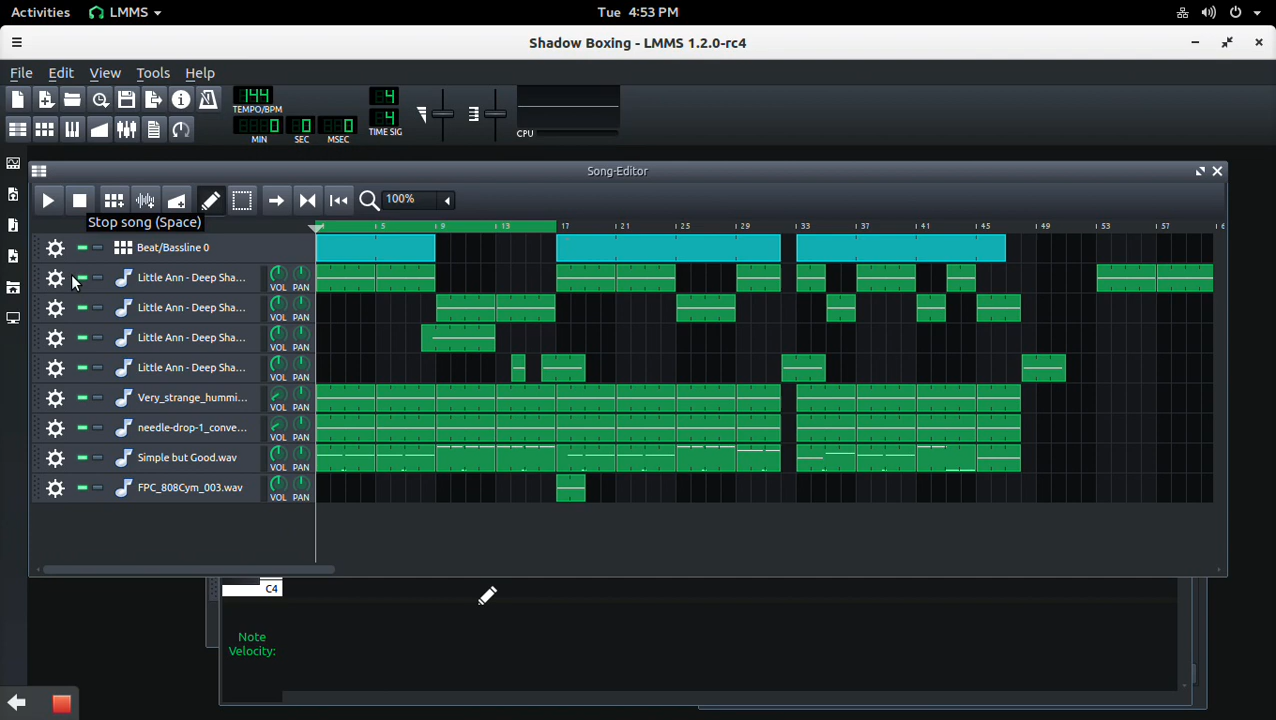 Activities LMMS Tue 4:53 PM
Shadow Boxing - LMMS 1.2.0-rc4
File Edit View Tools Help
144 4
TEMPO/BPM
4
0 0 0
MIN SEC MSEC TIME SIG CPU
Song-Editor
100%
Stop song (Space)
5 9 13 17 21 25 29 33 37 41 45 49 53 57 6
Beat/Bassline 0
Little Ann - Deep Sha... VOL PAN
Little Ann - Deep Sha... VOL PAN
Little Ann - Deep Sha... VOL PAN
Little Ann - Deep Sha... VOL PAN
Very_strange_hummi... VOL PAN
needle-drop-1_conve... VOL PAN
Simple but Good.wav VOL PAN
FPC_808Cym_003.wav VOL PAN
C4
Note
Velocity: